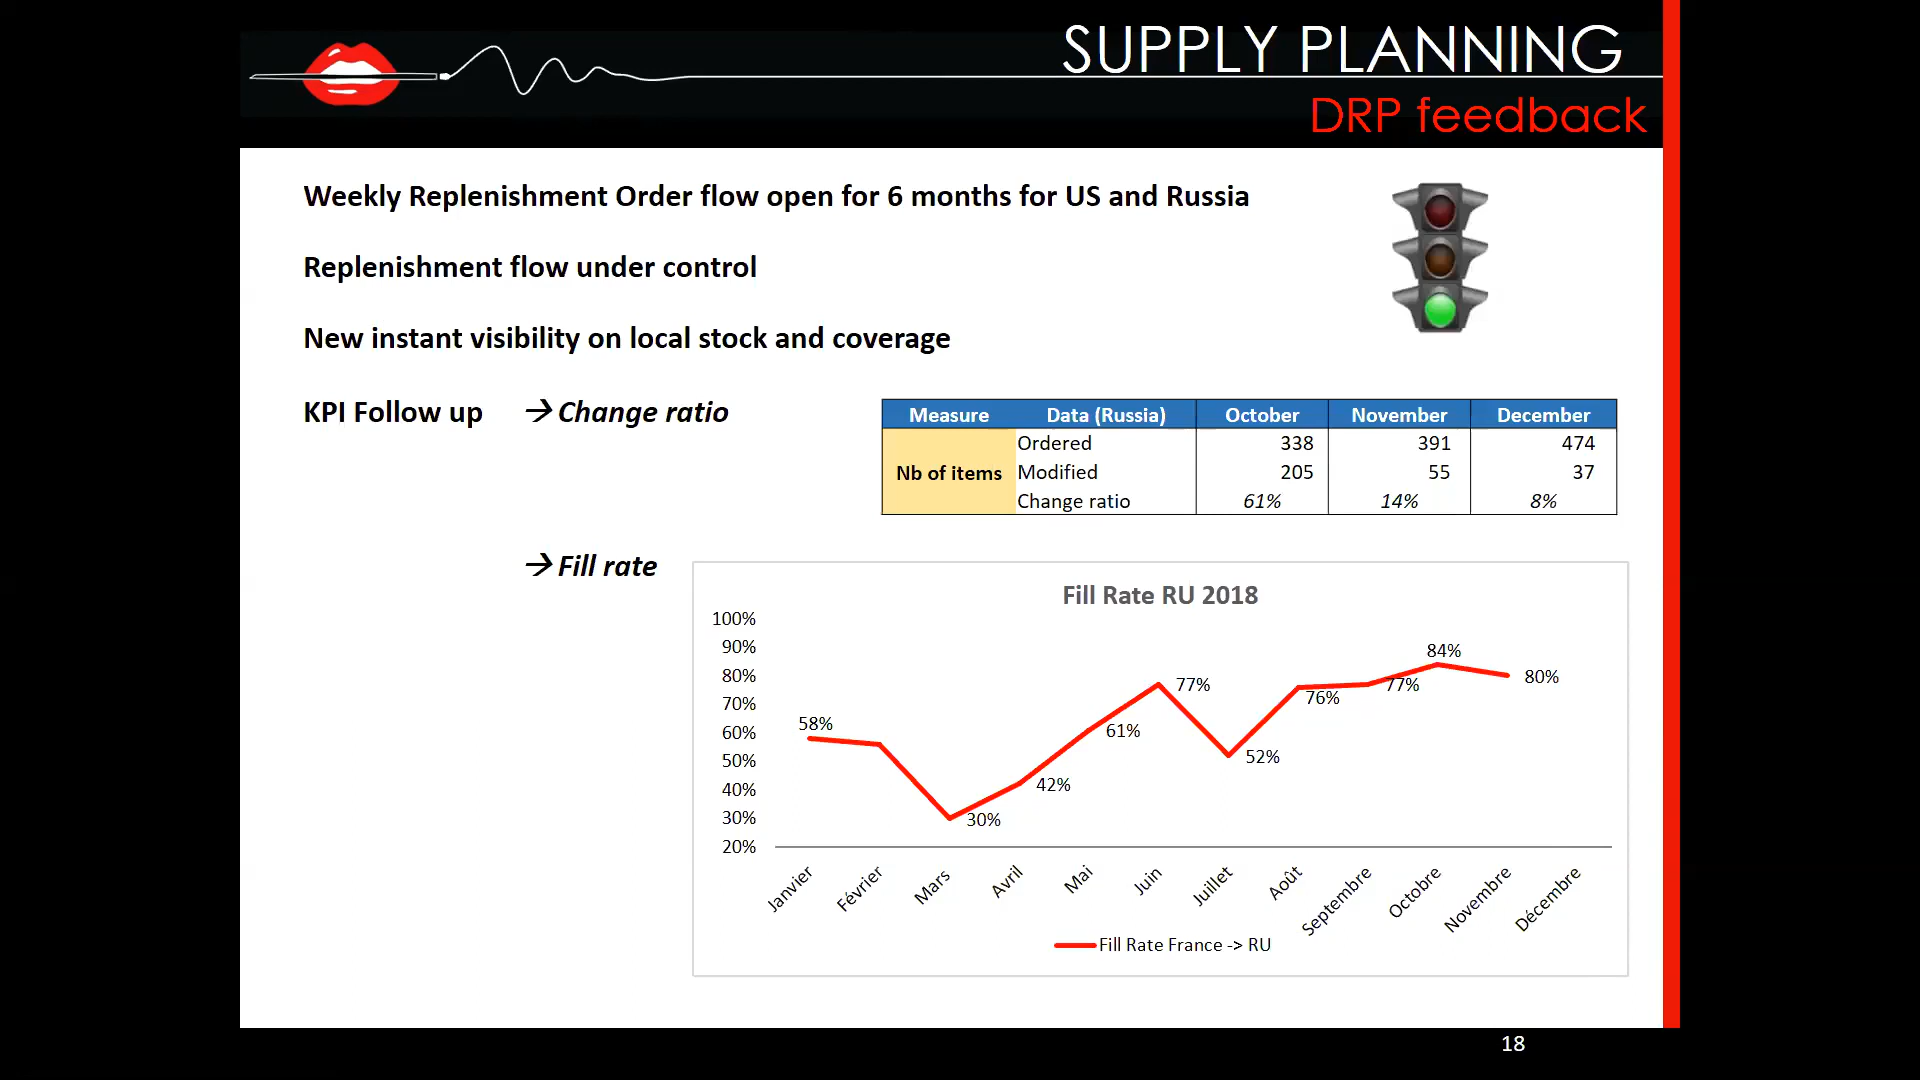 SUPPLY PLANNING
DRP feedback
Weekly Replenishment Order flow open for 6 months for US and Russia
Replenishment flow under control
New instant visibility on local stock and coverage
KPI Follow up → Change ratio
Measure Data (Russia) October November December
Nb of items
Ordered 338 391 474
Modified 205 55 37
Change ratio 61% 14% 8%
→ Fill rate
Fill Rate RU 2018
100%
90%
80%
70%
60%
50%
40%
30%
20%
58%
30%
42%
61%
77%
52%
76%
77%
84%
80%
Janvier
Février
Mars
Avril
Mai
Juin
Juillet
Août
Septembre
Octobre
Novembre
Décembre
Fill Rate France -> RU
18